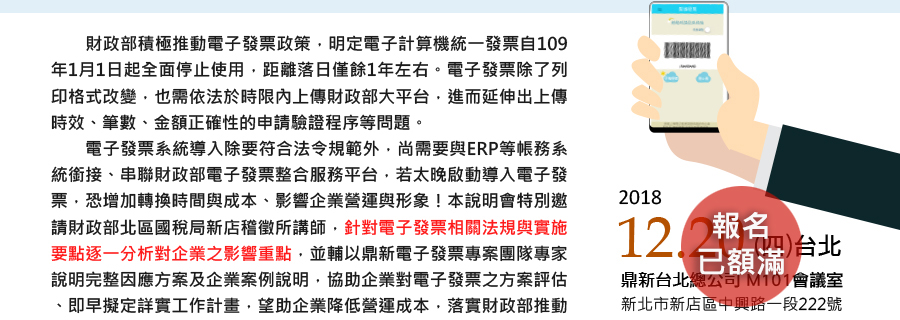 財政部積極推動電子發票政策，明定電子計算機統一發票自109
年1月1日起全面停止使用，距離落日僅餘1年左右。電子發票除了列
印格式改變，也需依法於時限內上傳財政部大平台，進而延伸出上傳
時效、筆數、金額正確性的申請驗證程序等問題。
電子發票系統導入除要符合法令規範外，尚需要與ERP等帳務系
統銜接、串聯財政部電子發票整合服務平台，若太晚啟動導入電子發
票，恐增加轉換時間與成本、影響企業營運與形象！本說明會特別邀
請財政部北區國稅局新店稽徵所講師，針對電子發票相關法規與實施
要點逐一分析對企業之影響重點，並輔以鼎新電子發票專案團隊專家
說明完整因應方案及企業案例說明，協助企業對電子發票之方案評估
、即早擬定詳實工作計畫，望助企業降低營運成本，落實財政部推動
2018
12.20 (四)台北
報名
已額滿
鼎新台北總公司 M101會議室
新北市新店區中興路一段222號